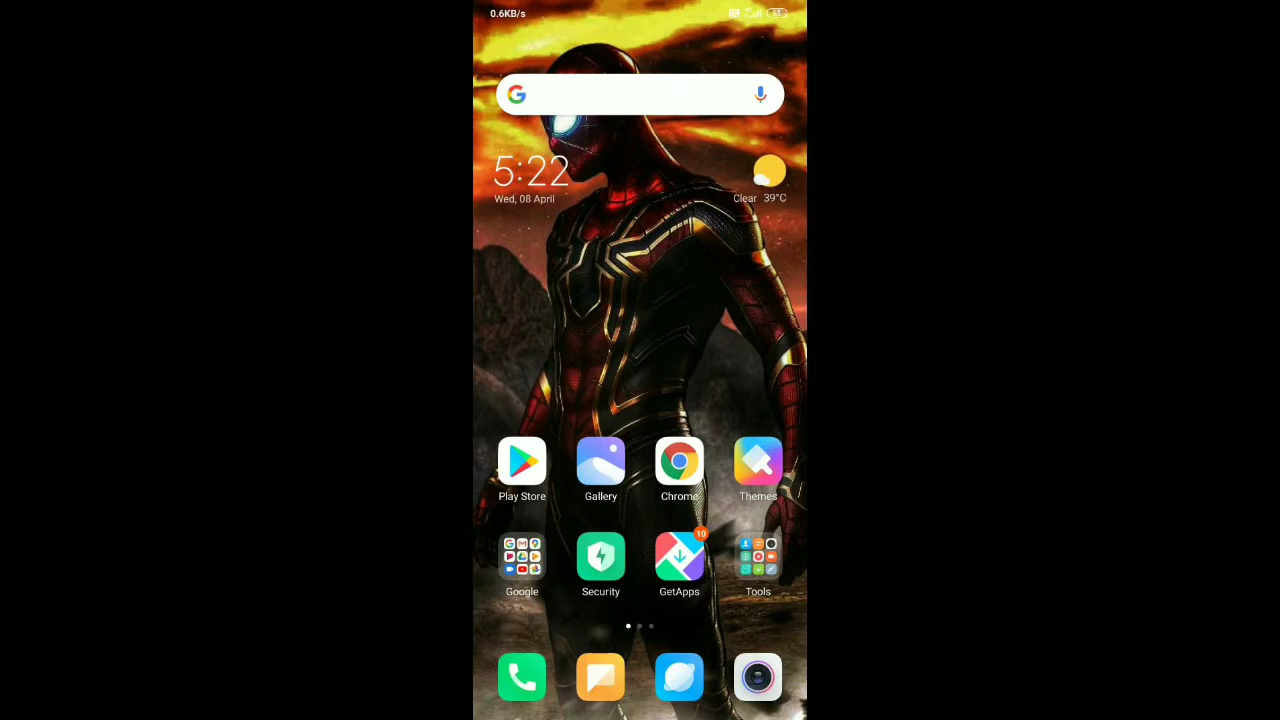 0.6KB/s
53
5:22
Wed, 08 April
Clear 39°C
Play Store
Gallery
Chrome
Themes
10
Google
Security
GetApps
Tools